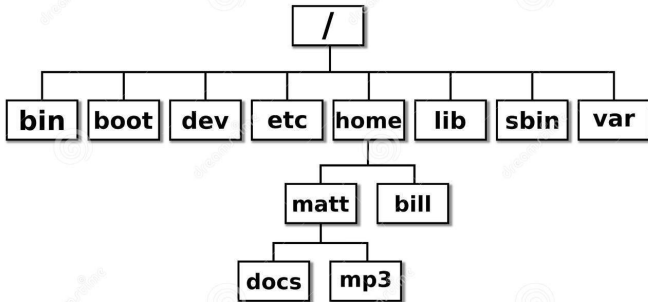 /
bin boot dev etc home lib sbin var
matt bill
docs mp3